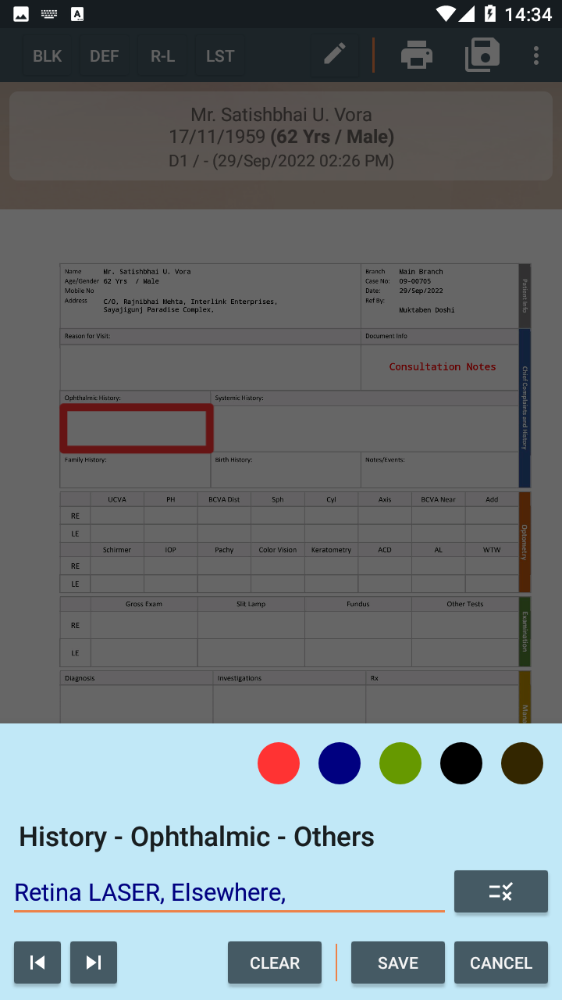 14:34
BLK DEF R-L LST
Mr. Satishbhai U. Vora
17/11/1959 (62 Yrs / Male)
D1 / - (29/Sep/2022 02:26 PM)
Name Mr. Satishbhai U. Vora
Age/Gender 62 Yrs / Male
Mobile No
Address C/O, Rajnibhai Mehta, Interlink Enterprises,
Sayajigunj Paradise Complex,
Branch Main Branch
Case No: 09-00705
Date: 29/Sep/2022
Ref By:
Muktaben Doshi
Patient Info
Reason for Visit: Document Info
Consultation Notes
Chief Complaints and History
Ophthalmic History: Systemic History:
Family History: Birth History: Notes/Events:
UCVA PH BCVA Dist Sph Cyl Axis BCVA Near Add
RE
LE
Schirmer IOP Pachy Color Vision Keratometry ACD AL WTW
RE
LE
Optometry
Gross Exam Slit Lamp Fundus Other Tests
RE
LE
Examination
Diagnosis Investigations Rx
Mana
History - Ophthalmic - Others
Retina LASER, Elsewhere,
CLEAR SAVE CANCEL